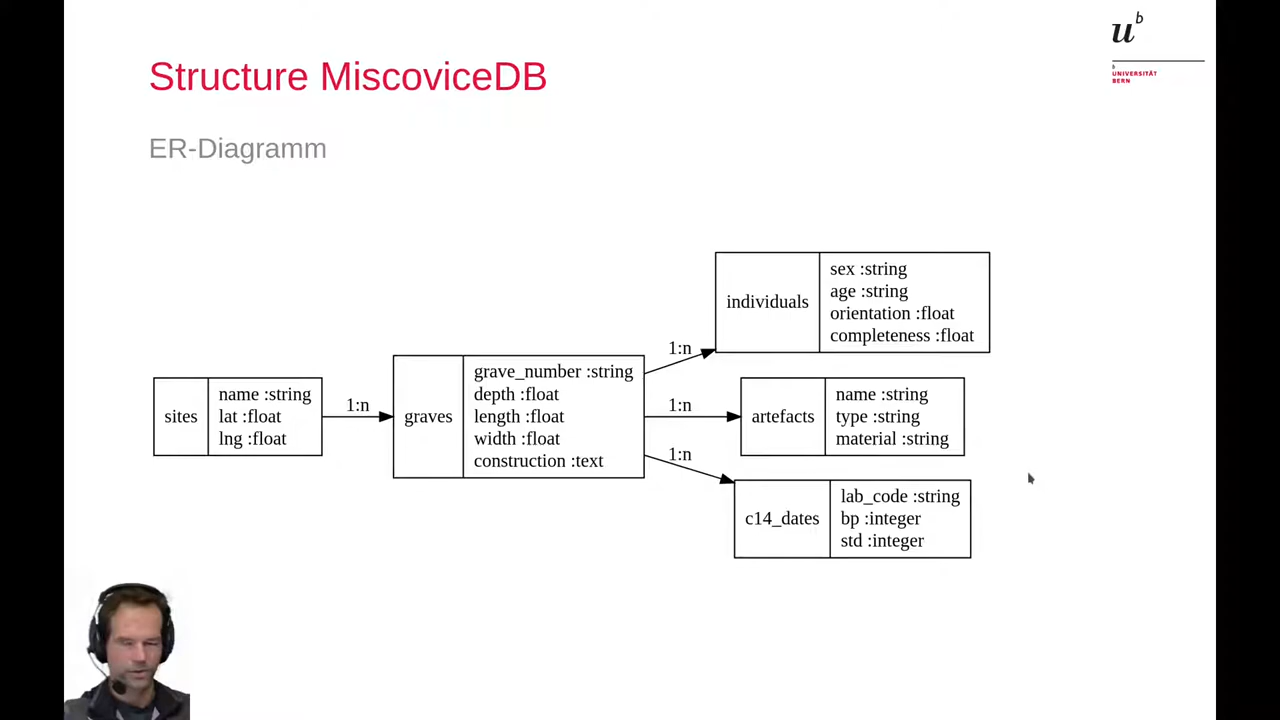 Structure MiscoviceDB
u b
b
UNIVERSITÄT
BERN
ER-Diagramm
sites
name :string
lat :float
lng :float
1:n
graves
grave_number :string
depth :float
length :float
width :float
construction :text
1:n
individuals
sex :string
age :string
orientation :float
completeness :float
1:n
artefacts
name :string
type :string
material :string
1:n
c14_dates
lab_code :string
bp :integer
std :integer